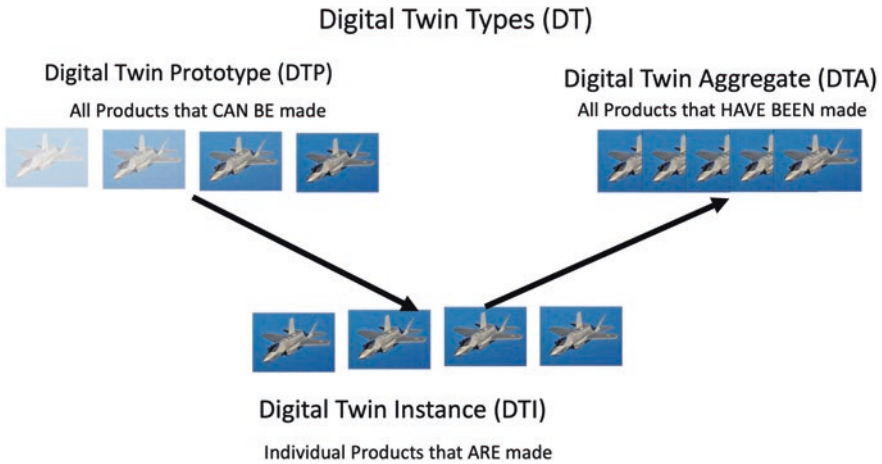 Digital Twin Types (DT)
Digital Twin Prototype (DTP)
All Products that CAN BE made
Digital Twin Aggregate (DTA)
All Products that HAVE BEEN made
Digital Twin Instance (DTI)
Individual Products that ARE made